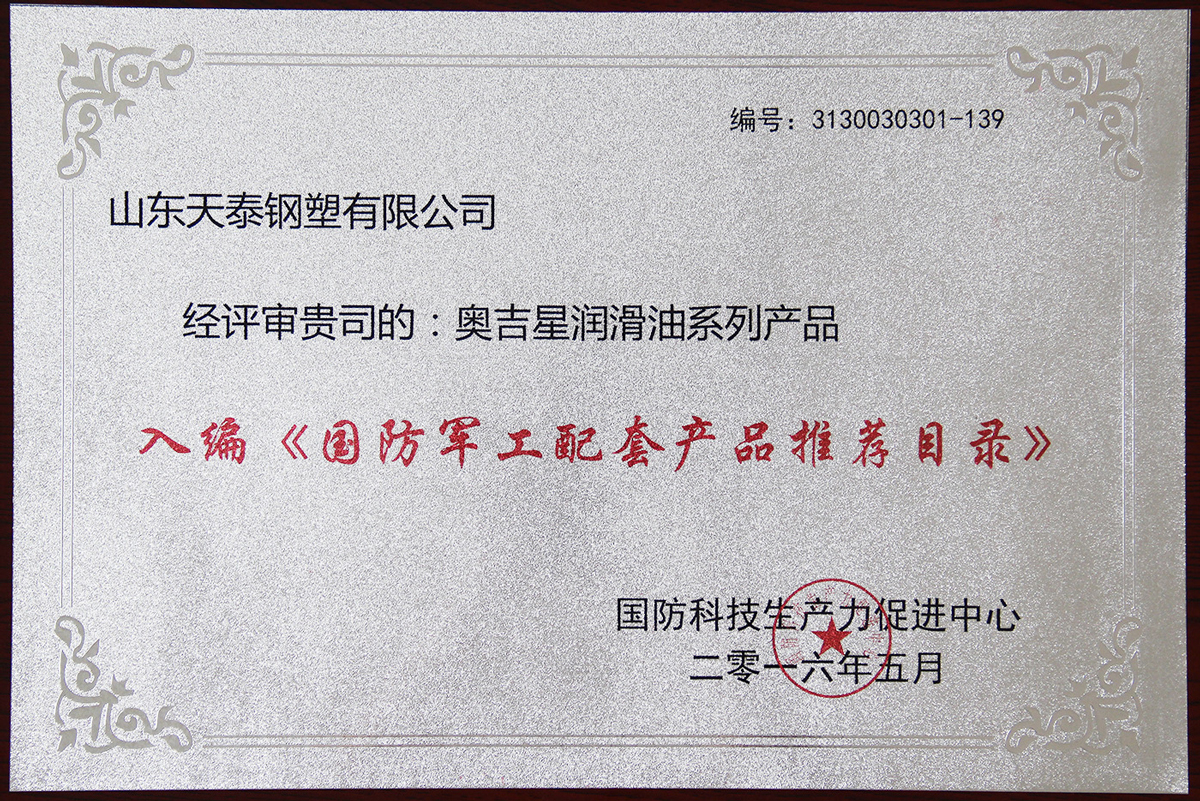 编号：3130030301-139
山东天泰钢塑有限公司
经评审贵司的：奥吉星润滑油系列产品
入编《国防军工配套产品推荐目录》
国防科技生产力促进中心
二零一六年五月